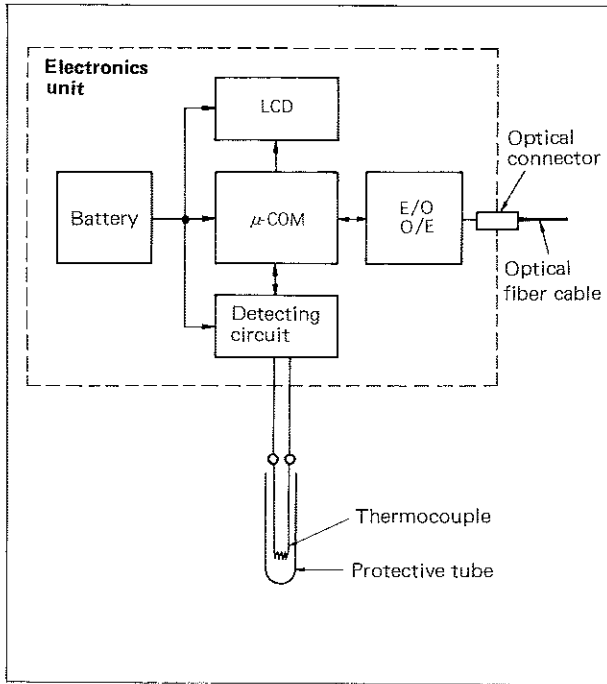 Electronics
unit
LCD
Optical
connector
Battery
μ-COM
E/O
O/E
Optical
fiber cable
Detecting
circuit
Thermocouple
Protective tube